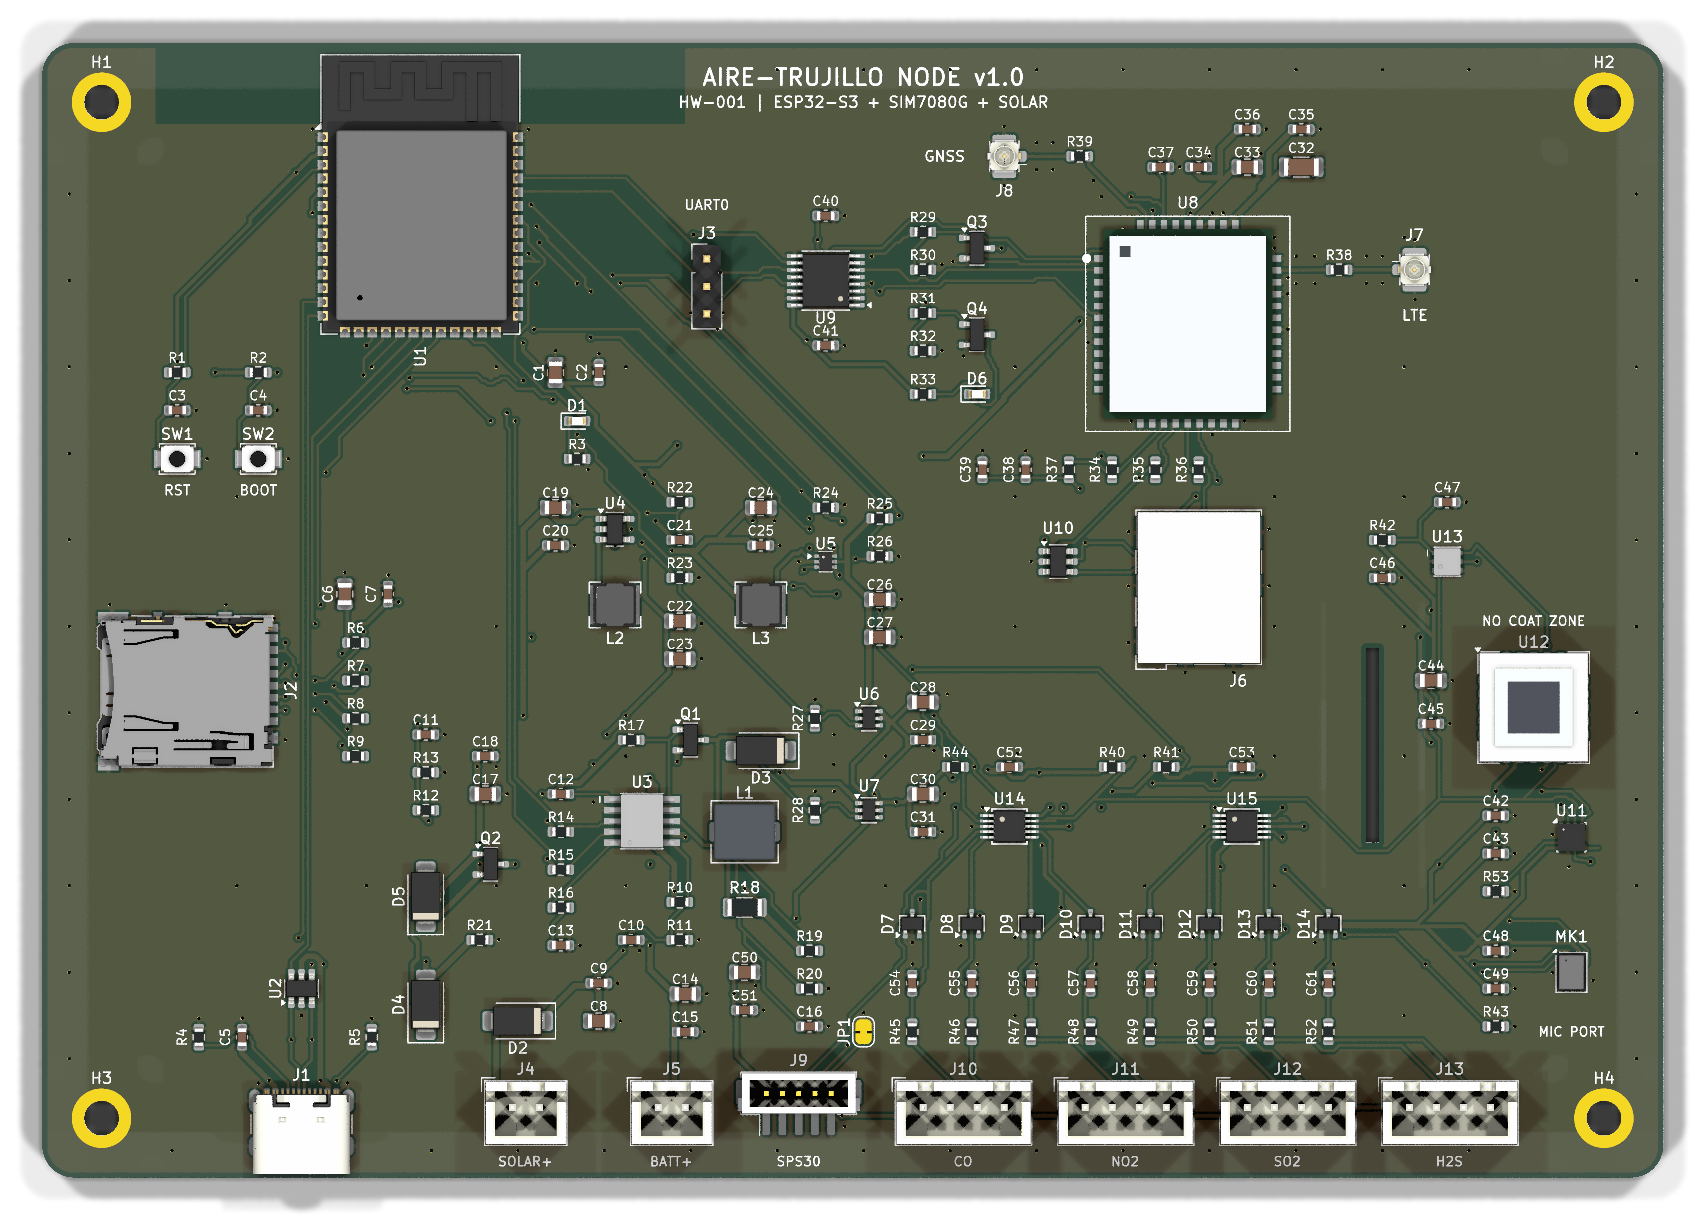 H1
AIRE-TRUJILLO NODE v1.0
H2
HW-001 | ESP32-S3 + SIM7080G + SOLAR
C36
C35
GNSS
R39
C37
C34
C33
C32
J8
UART0
C40
R29
Q3
U8
J3
J7
R30
R38
R31
Q4
U9
C41
LTE
R32
U1
R1
R2
C1
C2
R33
D6
C3
C4
D1
SW1
SW2
R3
C39
C38
R37
R34
R35
R36
RST
BOOT
C19
U4
R22
C24
R24
R25
C47
C20
C21
C25
U5
R26
U10
R42
U13
R23
C46
C6
C7
C26
C22
NO COAT ZONE
R6
L2
L3
C27
U12
C23
R7
J2
J6
C44
R8
C11
R17
Q1
R27
U6
C28
C45
R9
C18
C29
R13
D3
R44
C52
R40
R41
C53
C17
C12
U3
L1
R28
U7
C30
U14
U15
C42
U11
R12
R14
C31
Q2
C43
R15
D5
R16
R10
R18
R53
R21
C13
C10
R11
R19
D7
D8
D9
D10
D11
D12
D13
D14
C48
MK1
U2
C9
C50
R20
C54
C55
C56
C57
C58
C59
C60
C61
C49
D4
C14
C51
R4
C5
R5
C8
C15
C16
JP1
R45
R46
R47
R48
R49
R50
R51
R52
R43
MIC PORT
D2
H3
J1
J4
J5
J9
J10
J11
J12
J13
H4
SOLAR+
BATT+
SPS30
CO
NO2
SO2
H2S